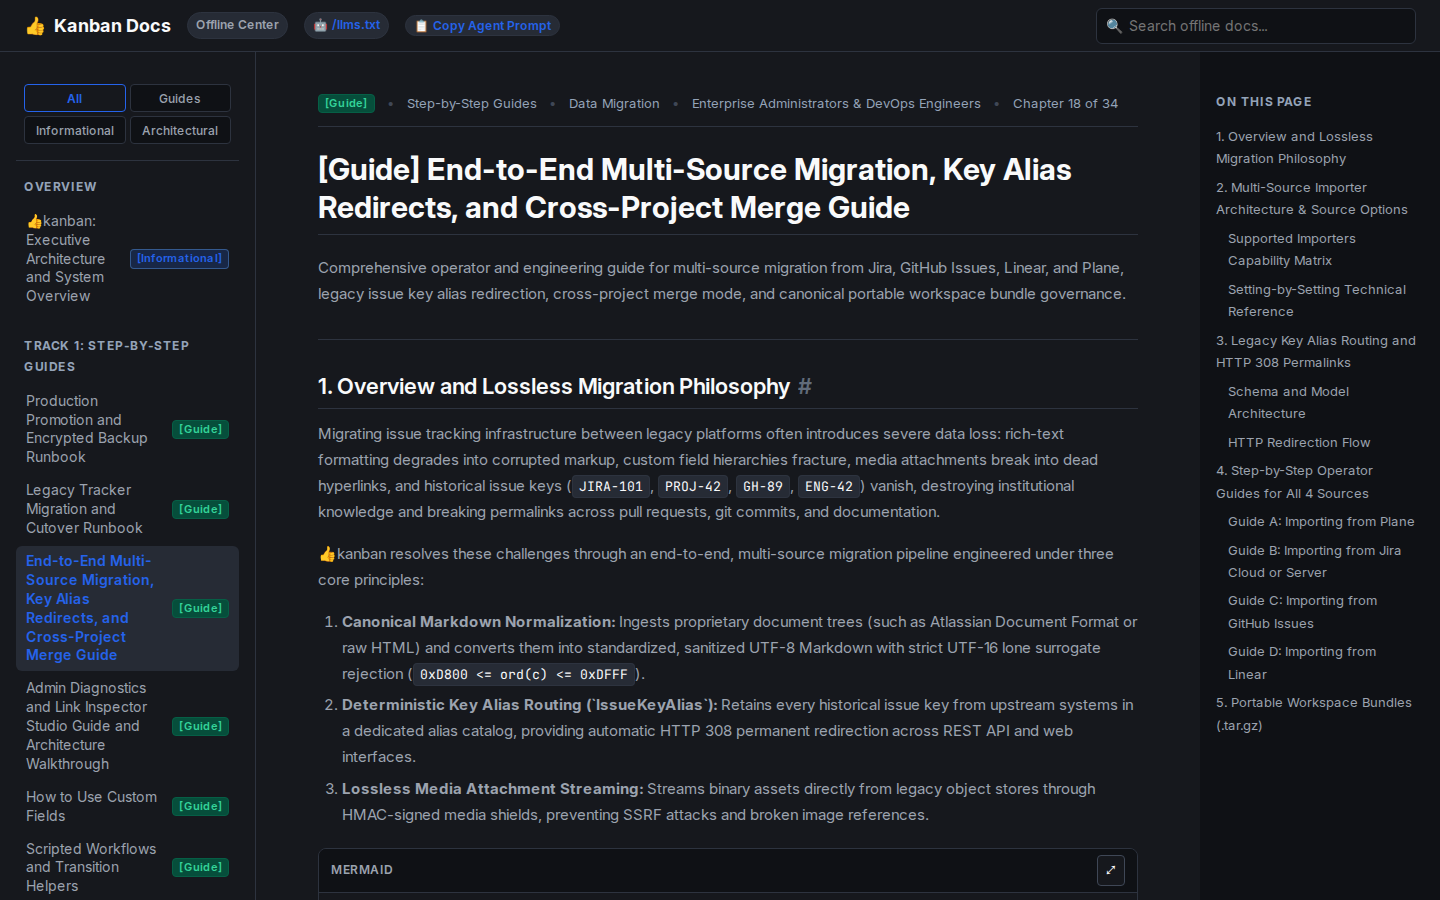 👍 Kanban Docs
Offline Center
🤖 /llms.txt
📋 Copy Agent Prompt
🔍 Search offline docs...
All
Guides
Informational
Architectural
OVERVIEW
👍kanban:
Executive
Architecture
and System
Overview
[Informational]
TRACK 1: STEP-BY-STEP
GUIDES
Production
Promotion and
Encrypted Backup
Runbook
[Guide]
Legacy Tracker
Migration and
Cutover Runbook
[Guide]
End-to-End Multi-
Source Migration,
Key Alias
Redirects, and
Cross-Project
Merge Guide
[Guide]
Admin Diagnostics
and Link Inspector
Studio Guide and
Architecture
Walkthrough
[Guide]
How to Use Custom
Fields
[Guide]
Scripted Workflows
and Transition
Helpers
[Guide]
[Guide] • Step-by-Step Guides • Data Migration • Enterprise Administrators & DevOps Engineers • Chapter 18 of 34
[Guide] End-to-End Multi-Source Migration, Key Alias
Redirects, and Cross-Project Merge Guide
Comprehensive operator and engineering guide for multi-source migration from Jira, GitHub Issues, Linear, and Plane,
legacy issue key alias redirection, cross-project merge mode, and canonical portable workspace bundle governance.
1. Overview and Lossless Migration Philosophy #
Migrating issue tracking infrastructure between legacy platforms often introduces severe data loss: rich-text
formatting degrades into corrupted markup, custom field hierarchies fracture, media attachments break into dead
hyperlinks, and historical issue keys (JIRA-101, PROJ-42, GH-89, ENG-42) vanish, destroying institutional
knowledge and breaking permalinks across pull requests, git commits, and documentation.
👍kanban resolves these challenges through an end-to-end, multi-source migration pipeline engineered under three
core principles:
1. Canonical Markdown Normalization: Ingests proprietary document trees (such as Atlassian Document Format or
raw HTML) and converts them into standardized, sanitized UTF-8 Markdown with strict UTF-16 lone surrogate
rejection (0xD800 <= ord(c) <= 0xDFFF).
2. Deterministic Key Alias Routing (`IssueKeyAlias`): Retains every historical issue key from upstream systems in
a dedicated alias catalog, providing automatic HTTP 308 permanent redirection across REST API and web
interfaces.
3. Lossless Media Attachment Streaming: Streams binary assets directly from legacy object stores through
HMAC-signed media shields, preventing SSRF attacks and broken image references.
MERMAID
⤢
ON THIS PAGE
1. Overview and Lossless
Migration Philosophy
2. Multi-Source Importer
Architecture & Source Options
Supported Importers
Capability Matrix
Setting-by-Setting Technical
Reference
3. Legacy Key Alias Routing and
HTTP 308 Permalinks
Schema and Model
Architecture
HTTP Redirection Flow
4. Step-by-Step Operator
Guides for All 4 Sources
Guide A: Importing from Plane
Guide B: Importing from Jira
Cloud or Server
Guide C: Importing from
GitHub Issues
Guide D: Importing from
Linear
5. Portable Workspace Bundles
(.tar.gz)